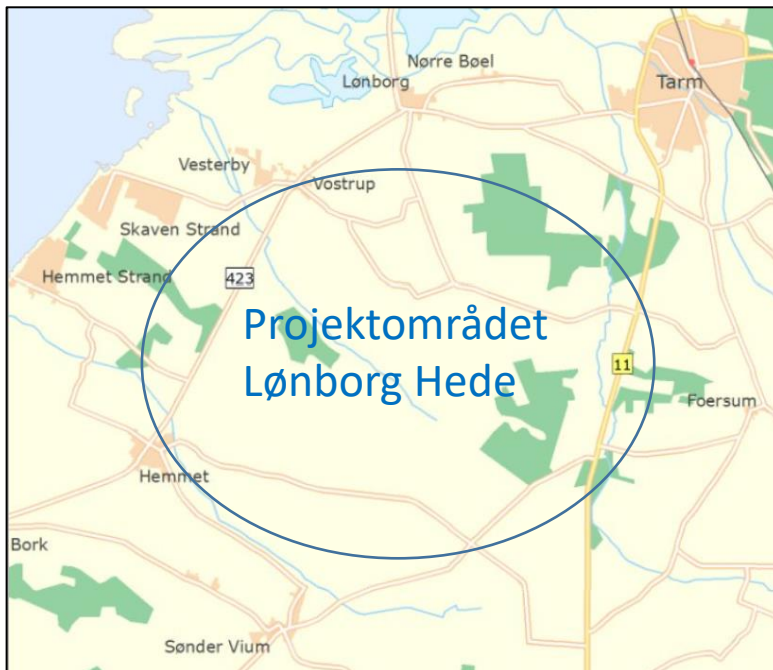 Nørre Bøel
Lønborg
Tarm
Vesterby
Vostrup
Skaven Strand
Hemmet Strand
423
Projektområdet
Lønborg Hede
11
Foersum
Hemmet
Bork
Sønder Vium